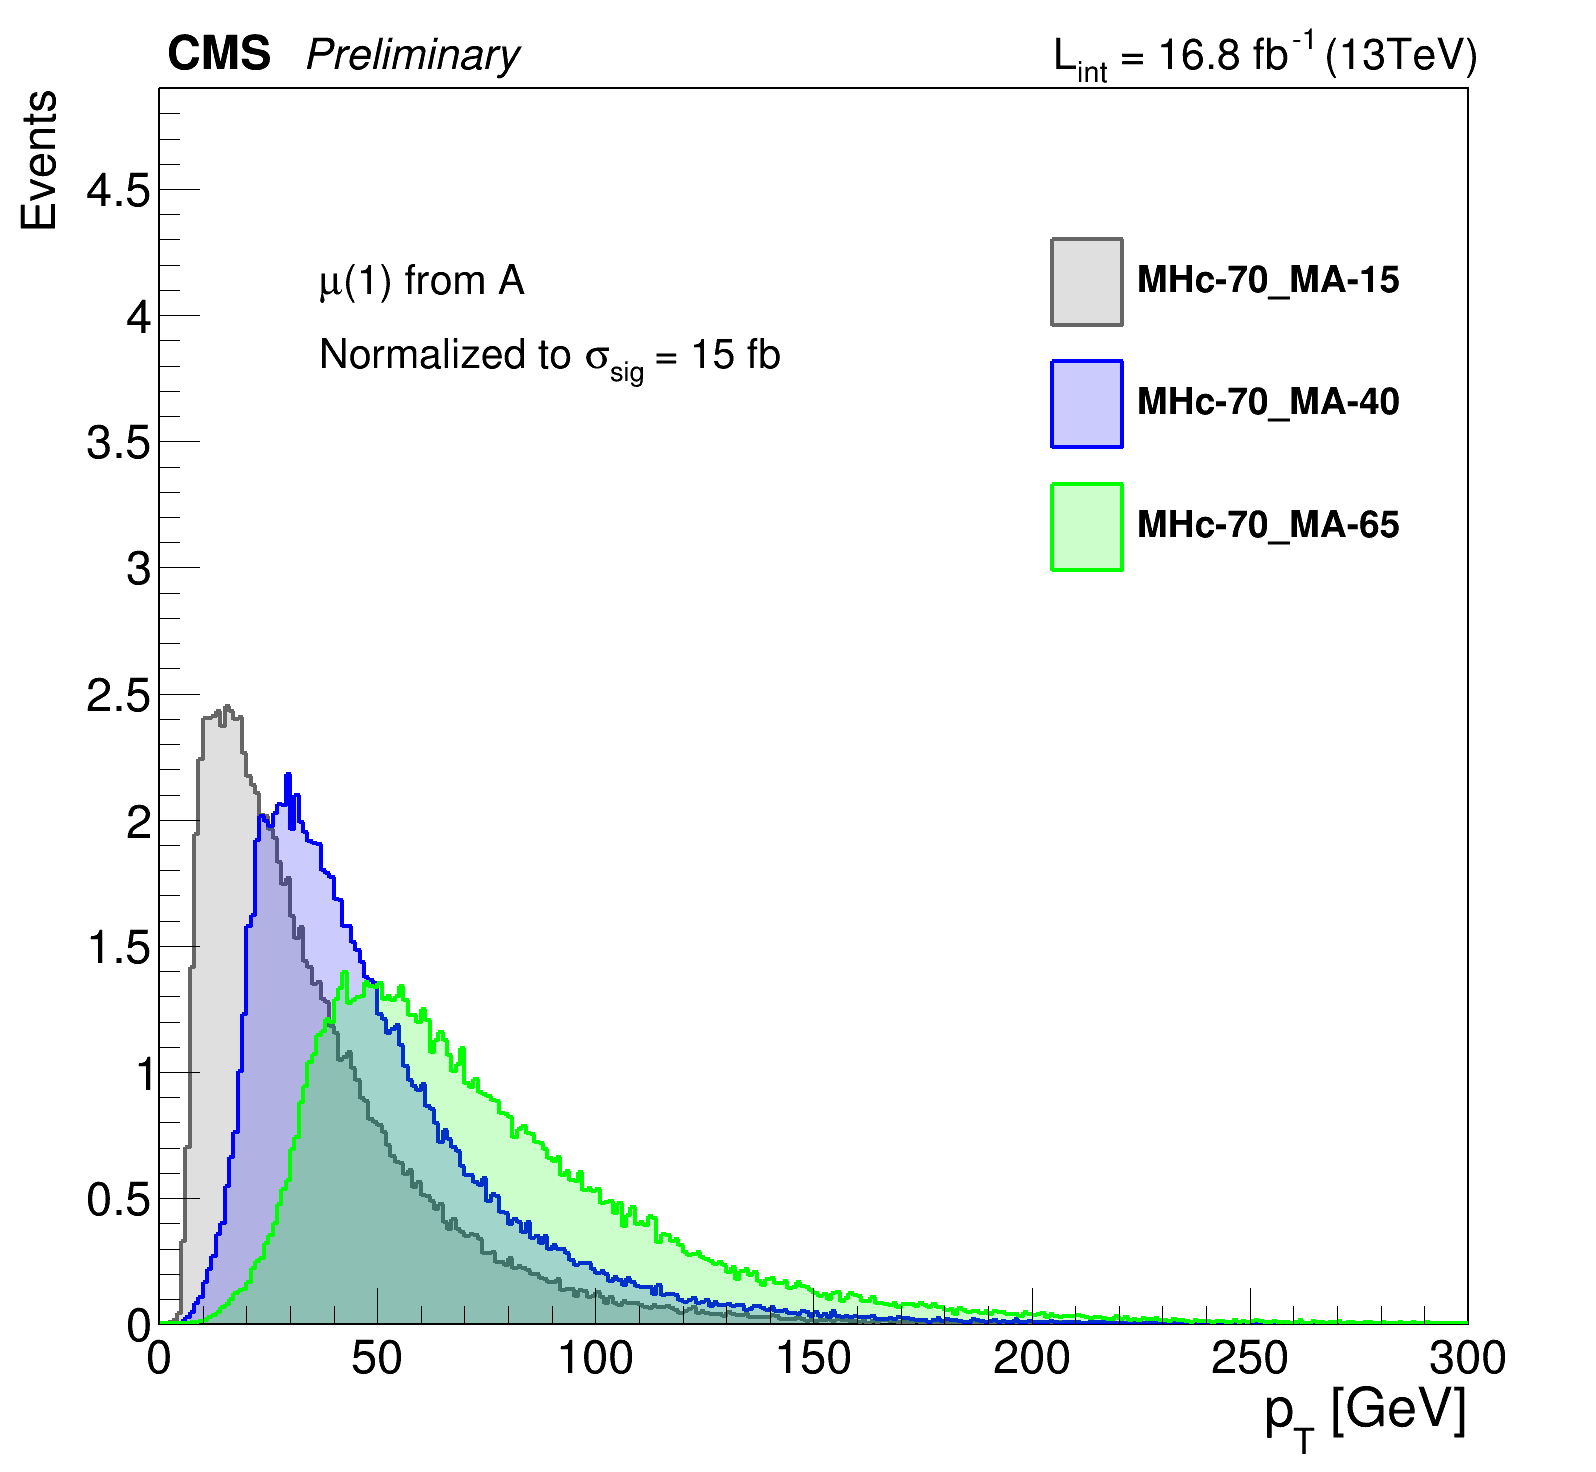 CMS Preliminary L_int = 16.8 fb^-1 (13TeV)
Events
4.5
4
3.5
3
2.5
2
1.5
1
0.5
0
μ(1) from A
Normalized to σ_sig = 15 fb
MHc-70_MA-15
MHc-70_MA-40
MHc-70_MA-65
0 50 100 150 200 250 300
p_T [GeV]